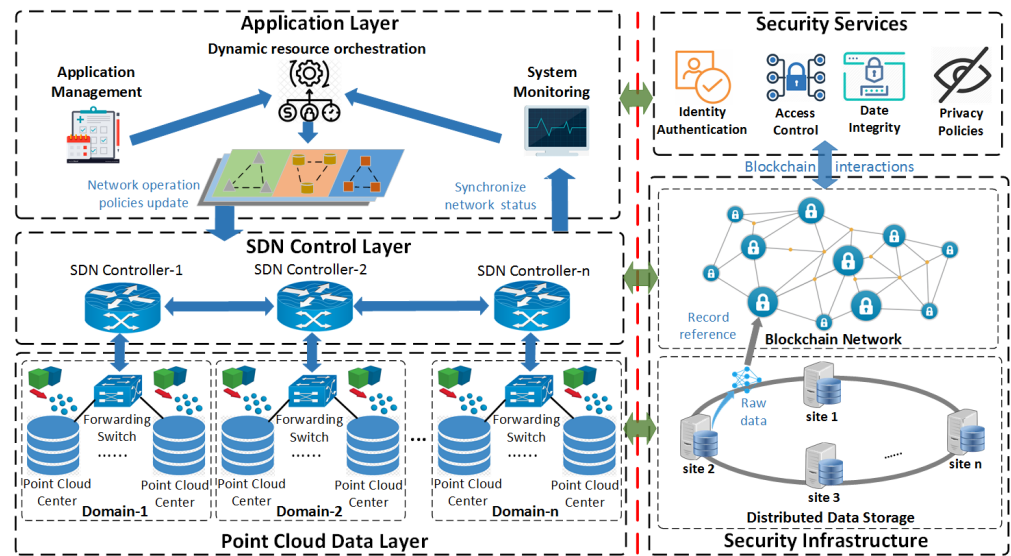 Application Layer
Dynamic resource orchestration
Application
Management
System
Monitoring
Network operation
policies update
Synchronize
network status
SDN Control Layer
SDN Controller-1
SDN Controller-2
SDN Controller-n
Forwarding
Switch
......
Point Cloud
Center
Point Cloud
Center
Domain-1
Forwarding
Switch
......
Point Cloud
Center
Point Cloud
Center
Domain-2
...
Forwarding
Switch
......
Point Cloud
Center
Point Cloud
Center
Domain-n
Point Cloud Data Layer
Security Services
Identity
Authentication
Access
Control
Date
Integrity
Privacy
Policies
Blockchain interactions
Record
reference
Blockchain Network
Raw
data
site 1
site 2
site 3
......
site n
Distributed Data Storage
Security Infrastructure